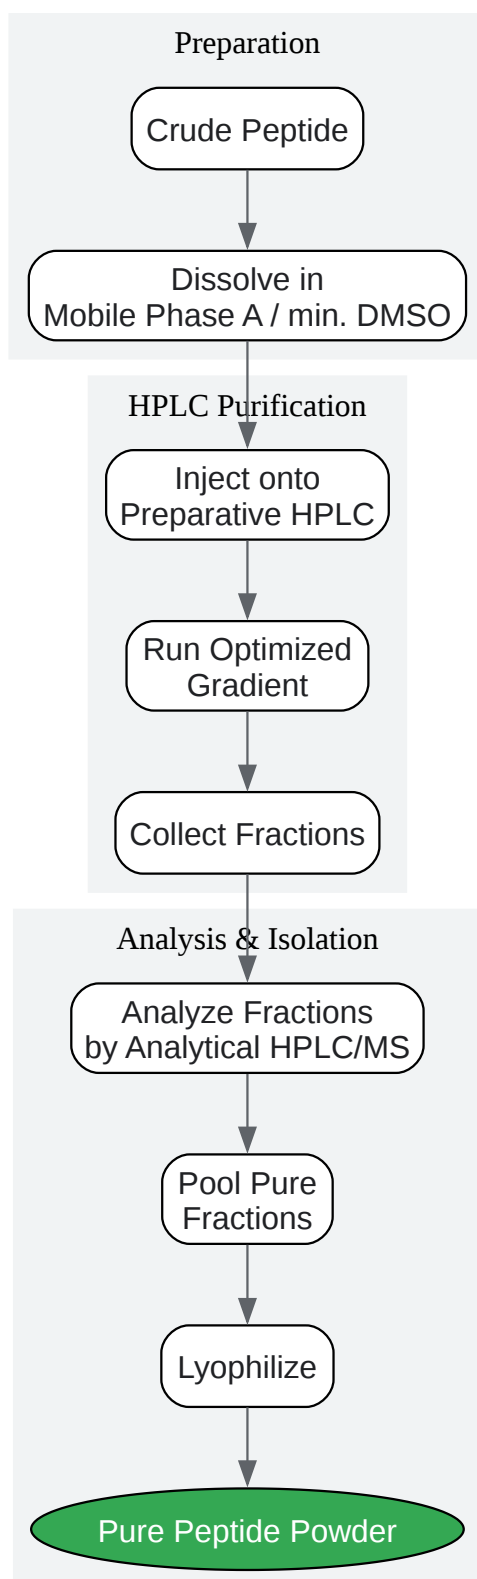 Preparation
Crude Peptide
Dissolve in
Mobile Phase A / min. DMSO
HPLC Purification
Inject onto
Preparative HPLC
Run Optimized
Gradient
Collect Fractions
Analysis & Isolation
Analyze Fractions
by Analytical HPLC/MS
Pool Pure
Fractions
Lyophilize
Pure Peptide Powder